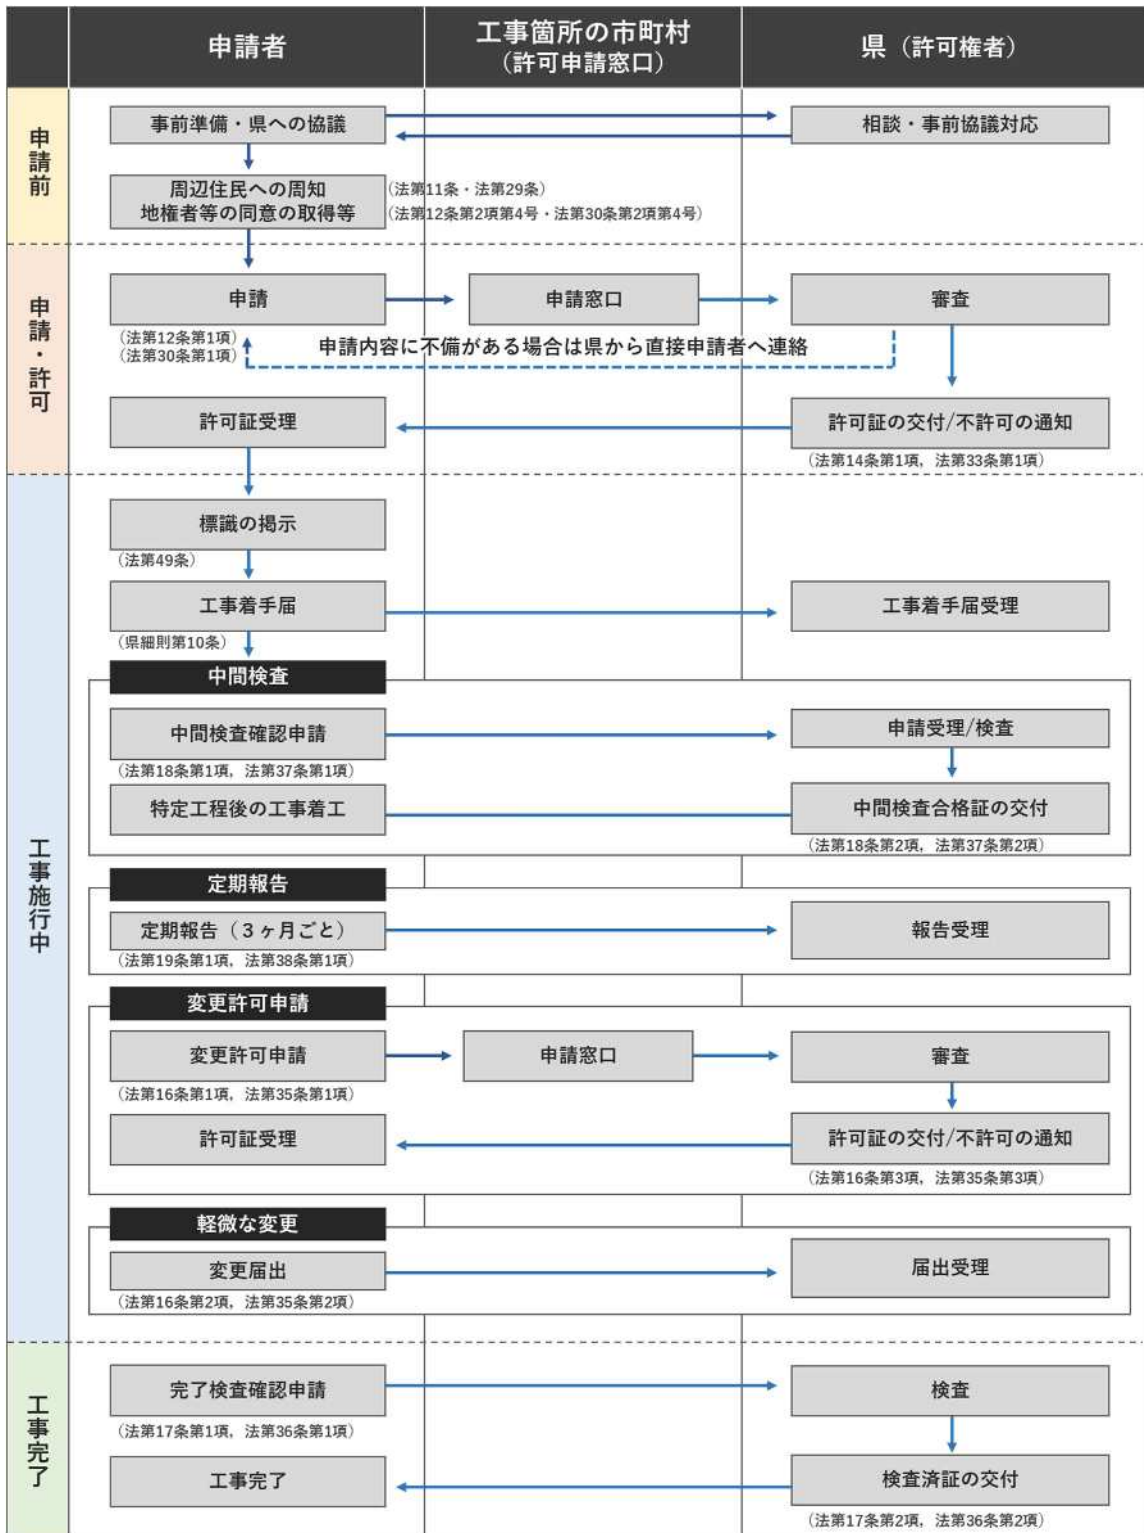 申請者
工事箇所の市町村
（許可申請窓口）
県（許可権者）
申請前
事前準備・県への協議
相談・事前協議対応
周辺住民への周知
地権者等の同意の取得等
（法第11条・法第29条）
（法第12条第2項第4号・法第30条第2項第4号）
申請・許可
申請
申請窓口
審査
（法第12条第1項）
（法第30条第1項）
申請内容に不備がある場合は県から直接申請者へ連絡
許可証受理
許可証の交付/不許可の通知
（法第14条第1項，法第33条第1項）
工事施行中
標識の掲示
（法第49条）
工事着手届
工事着手届受理
（県細則第10条）
中間検査
中間検査確認申請
申請受理/検査
（法第18条第1項，法第37条第1項）
特定工程後の工事着工
中間検査合格証の交付
（法第18条第2項，法第37条第2項）
定期報告
定期報告（３ヶ月ごと）
報告受理
（法第19条第1項，法第38条第1項）
変更許可申請
変更許可申請
申請窓口
審査
（法第16条第1項，法第35条第1項）
許可証受理
許可証の交付/不許可の通知
（法第16条第3項，法第35条第3項）
軽微な変更
変更届出
届出受理
（法第16条第2項，法第35条第2項）
工事完了
完了検査確認申請
検査
（法第17条第1項，法第36条第1項）
工事完了
検査済証の交付
（法第17条第2項，法第36条第2項）